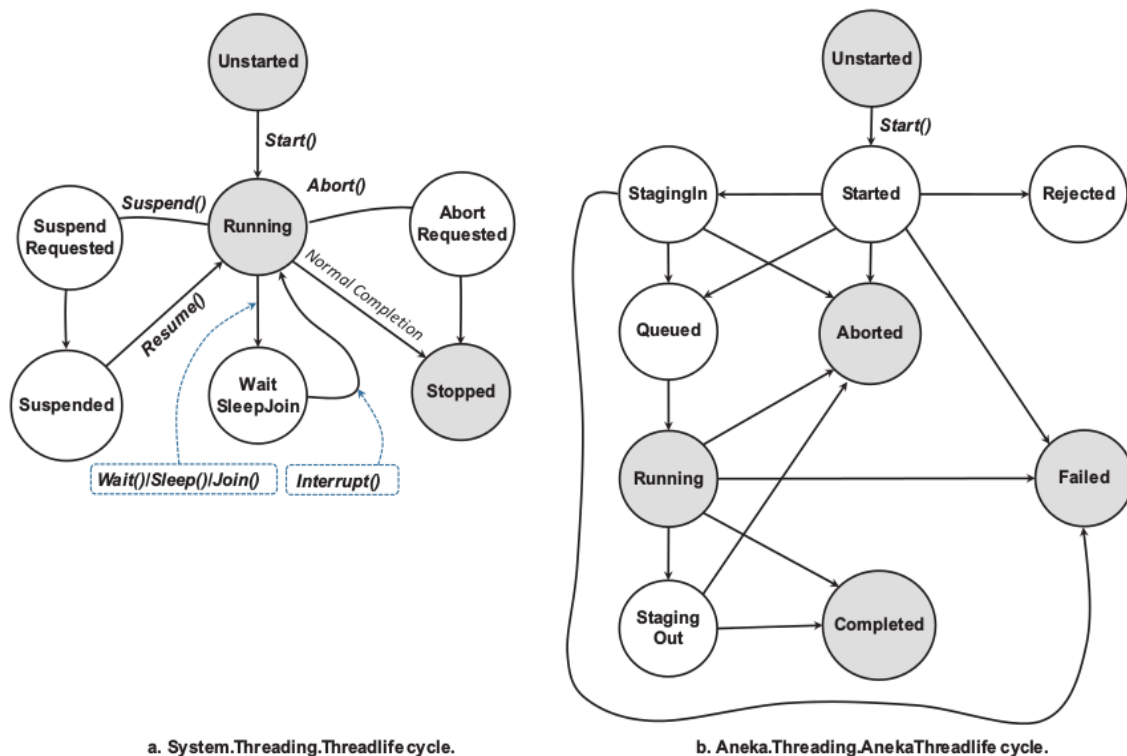 Unstarted
Start()
Suspend()
Abort()
Suspend
Requested
Running
Abort
Requested
Normal Completion
Resume()
Suspended
Wait
SleepJoin
Stopped
Wait()/Sleep()/Join()
Interrupt()
a. System.Threading.Threadlife cycle.
Unstarted
Start()
StagingIn
Started
Rejected
Queued
Aborted
Running
Failed
Staging
Out
Completed
b. Aneka.Threading.AnekaThreadlife cycle.